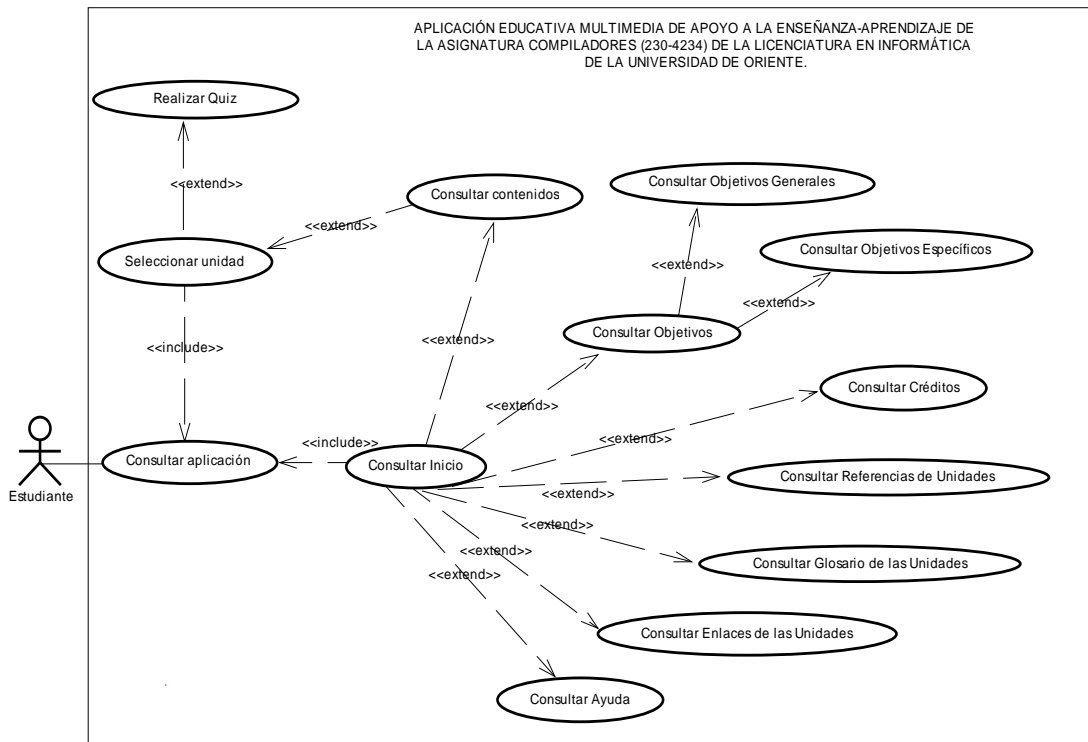 APLICACIÓN EDUCATIVA MULTIMEDIA DE APOYO A LA ENSEÑANZA-APRENDIZAJE DE
LA ASIGNATURA COMPILADORES (230-4234) DE LA LICENCIATURA EN INFORMÁTICA
DE LA UNIVERSIDAD DE ORIENTE.
Realizar Quiz
<<extend>>
Consultar contenidos
Consultar Objetivos Generales
<<extend>>
Seleccionar unidad
Consultar Objetivos Específicos
<<extend>>
<<extend>>
Consultar Objetivos
<<extend>>
<<include>>
Consultar Créditos
<<extend>>
<<include>>
<<extend>>
Consultar aplicación
Consultar Inicio
Estudiante
Consultar Referencias de Unidades
<<extend>>
<<extend>>
<<extend>>
Consultar Glosario de las Unidades
<<extend>>
Consultar Enlaces de las Unidades
Consultar Ayuda